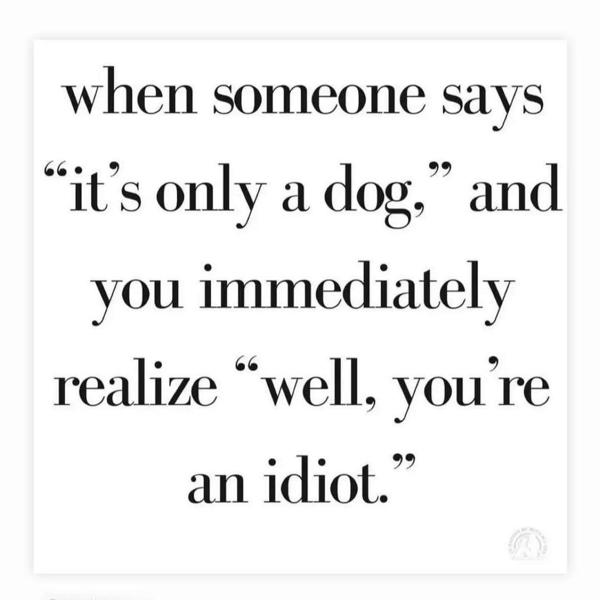 when someone says
“it’s only a dog,” and
you immediately
realize “well, you’re
an idiot.”